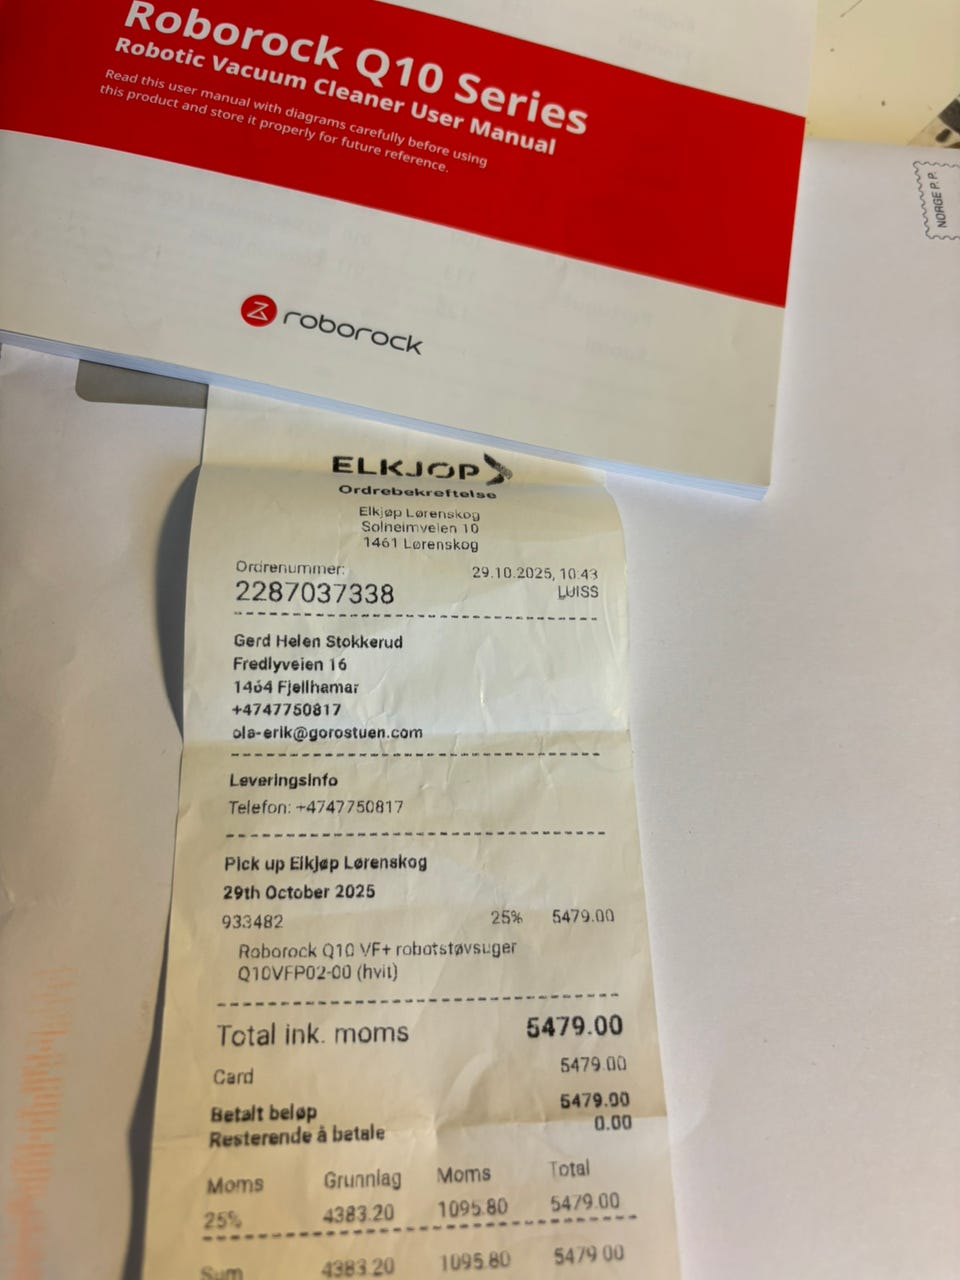 Roborock Q10 Series
Robotic Vacuum Cleaner User Manual
Read this user manual with diagrams carefully before using
this product and store it properly for future reference.
NORGE P.P.
roborock
ELKJØP
Ordrebekreftelse
Elkjøp Lørenskog
Solheimveien 10
1461 Lørenskog
Ordrenummer:
29.10.2025, 10:43
2287037338
LUISS
Gerd Helen Stokkerud
Fredlyveien 16
1464 Fjellhamar
+4747750817
ola-erik@gorostuen.com
Leveringsinfo
Telefon: +4747750817
Pick up Elkjøp Lørenskog
29th October 2025
933482 25% 5479.00
Roborock Q10 VF+ robotstøvsuger
Q10VFP02-00 (hvit)
Total ink. moms 5479.00
Card 5479.00
Betalt beløp 5479.00
Resterende å betale 0.00
Moms Grunnlag Moms Total
25% 4383.20 1095.80 5479.00
Sum 4383.20 1095.80 5479.00